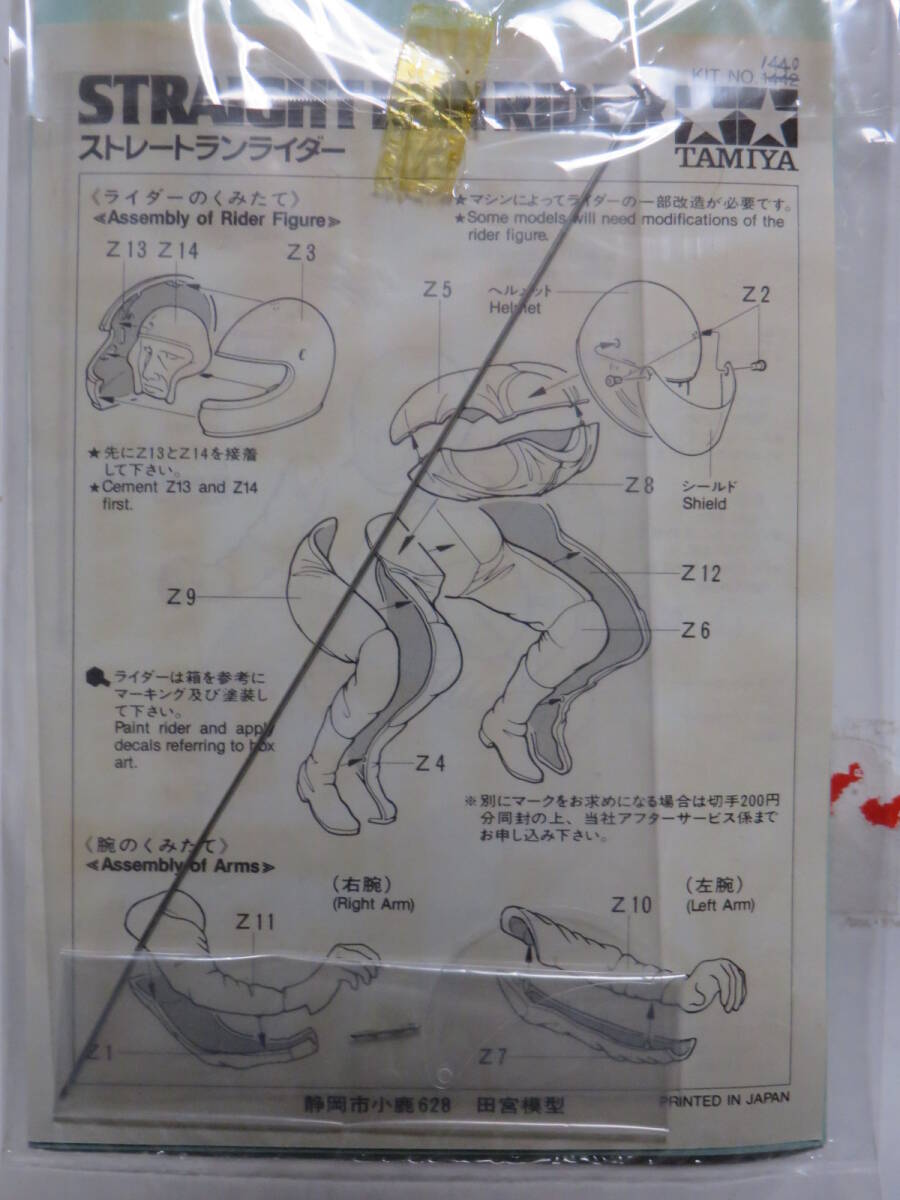 STRAIGHT RUN RIDER
ストレートランライダー
KIT NO. 1442
1440
TAMIYA
《ライダーのくみたて》
≪Assembly of Rider Figure≫
★マシンによってライダーの一部改造が必要です。
★Some models will need modifications of the
rider figure.
Z13 Z14 Z3
Z5
ヘルメット
Helmet
Z2
★先にZ13とZ14を接着
して下さい。
★Cement Z13 and Z14
first.
Z8
シールド
Shield
Z12
Z9
Z6
ライダーは箱を参考に
マーキング及び塗装し
て下さい。
Paint rider and apply
decals referring to box
art.
Z4
※別にマークをお求めになる場合は切手200円
分同封の上、当社アフターサービス係まで
お申し込み下さい。
《腕のくみたて》
≪Assembly of Arms≫
(右腕)
(Right Arm)
Z11
Z1
(左腕)
(Left Arm)
Z10
Z7
静岡市小鹿628 田宮模型
PRINTED IN JAPAN